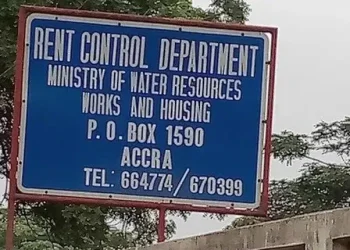 RENT CONTROL DEPARTMENT
MINISTRY OF WATER RESOURCES
WORKS AND HOUSING
P. O. BOX 1590
ACCRA
TEL: 664774/670399